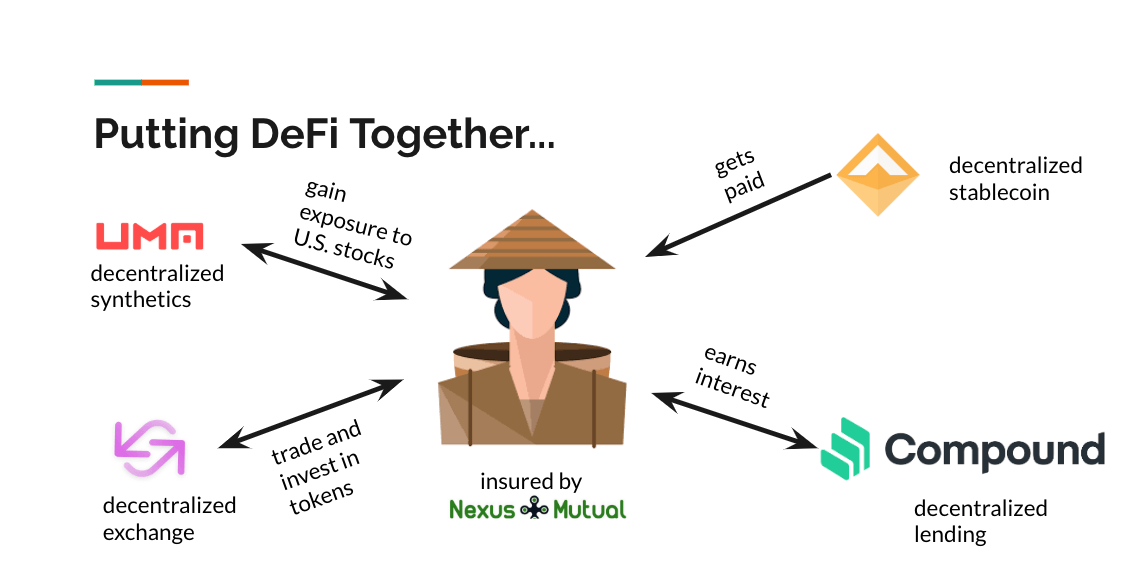 Putting DeFi Together...
gain
exposure to
U.S. stocks
gets
paid
decentralized
stablecoin
UMA
decentralized
synthetics
earns
interest
trade and
invest in
tokens
Compound
decentralized
exchange
insured by
Nexus Mutual
decentralized
lending